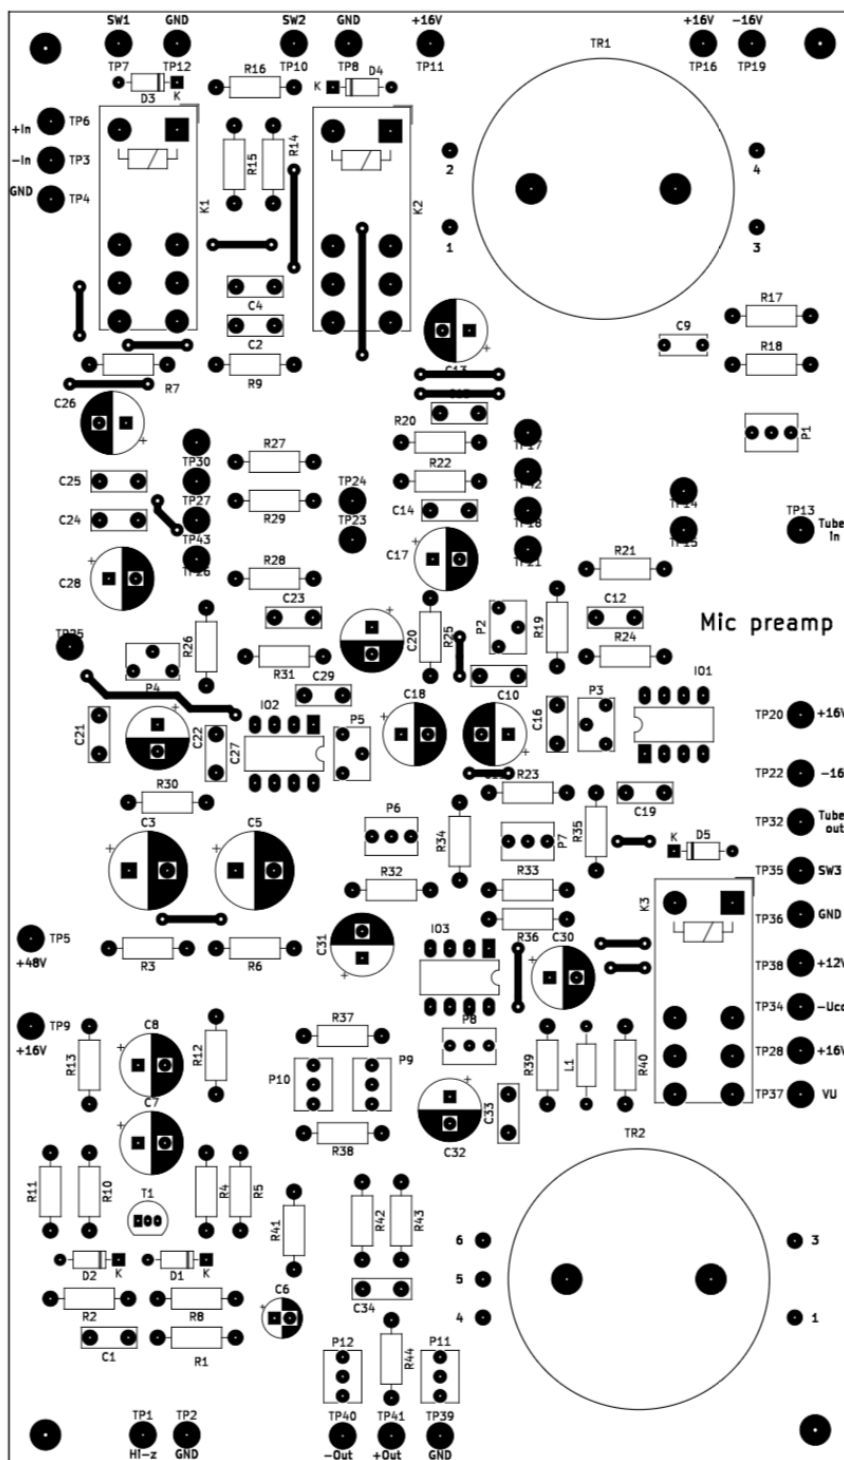 SW1 GND SW2 GND +16V +16V -16V
TP7 TP12 TP10 TP8 TP11 TR1 TP16 TP19
R16 D4 K
D3 K
+In TP6
-In TP3
GND TP4
R15 R14 K1 K2
2 4
1 3
C4
C2
R17
C9
R18
R7 R9 C13
C26
R20
P1
R27 R22
TP30 TP17
C25 TP24 TP42 TP14
TP27 TP13
C24 R29 TP23 C14 TP18 TP15 Tube
TP43 in
TP26 C17 TP21
C28 R28 R21
C23 C20 R25 P2 R19 C12
Mic preamp
TP25 R26
R31 R24
P4 C29 IO1
IO2 P5 C18 C10 C16 P3 TP20 +16V
C21 C22 C27
R30 R23 TP22 -16
C19
C3 C5 P6 R34 P7 R35 TP32 Tube
out
K D5
R32 R33 TP35 SW3
K3 TP36 GND
C31 IO3 R36 C30
TP5
+48V R3 R6 TP38 +12V
TP34 -Ucc
TP9
+16V R13 C8 R12 R37 P8 TP28 +16V
P10 P9 R39 L1 R40
TP37 VU
C7 C33
R38 C32 TR2
R11 R10 T1 R4 R5
R41 R42 R43
6 3
D2 K D1 K 5
C6 C34 4 1
R2 R8
C1 R1
P12 R44 P11
TP1 TP2 TP40 TP41 TP39
Hi-z GND -Out +Out GND